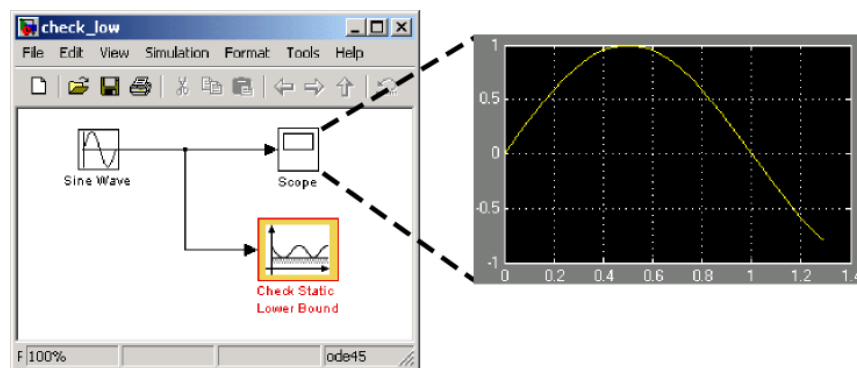 check_low
File Edit View Simulation Format Tools Help
Sine Wave
Scope
Check Static
Lower Bound
F 100%
ode45
1
0.5
0
-0.5
-1
0 0.2 0.4 0.6 0.8 1 1.2 1.4